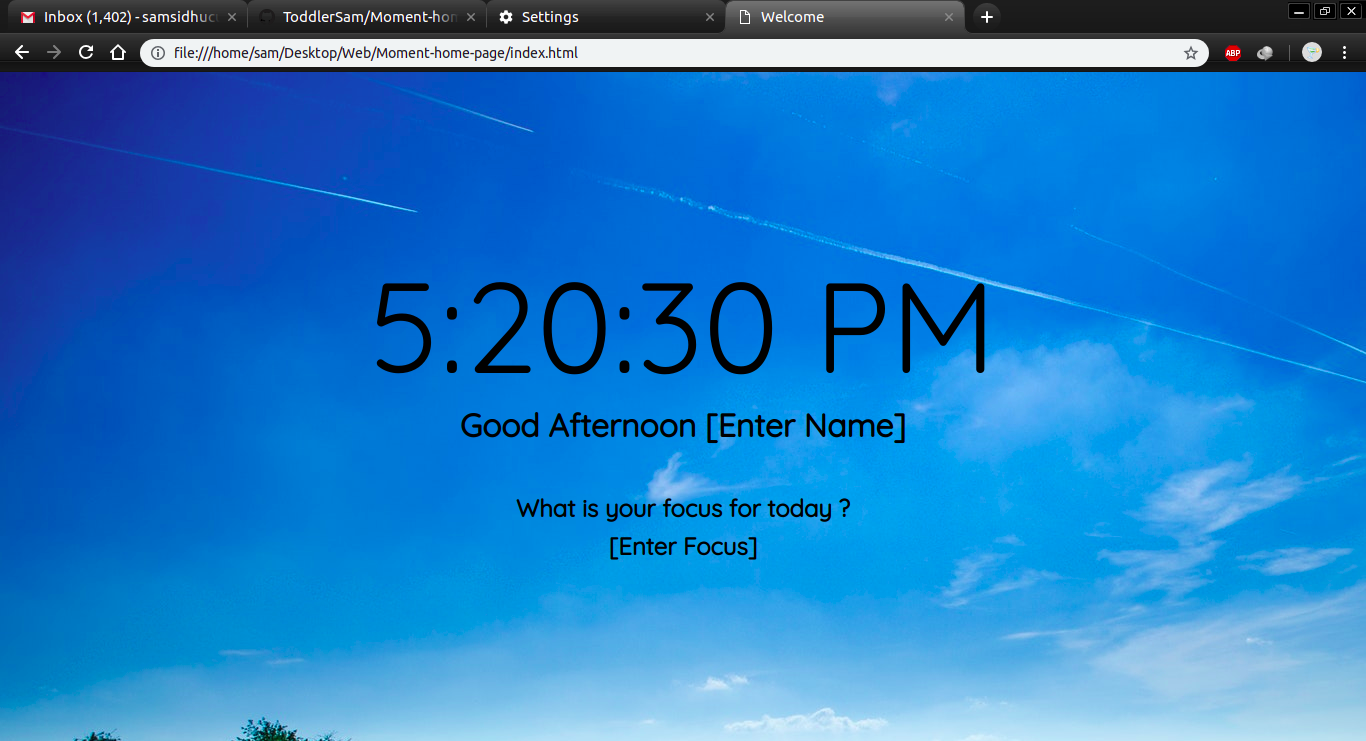 Inbox (1,402) - samsidhuc
ToddlerSam/Moment-hom
Settings
Welcome
file:///home/sam/Desktop/Web/Moment-home-page/index.html
ABP
5:20:30 PM
Good Afternoon [Enter Name]
What is your focus for today ?
[Enter Focus]